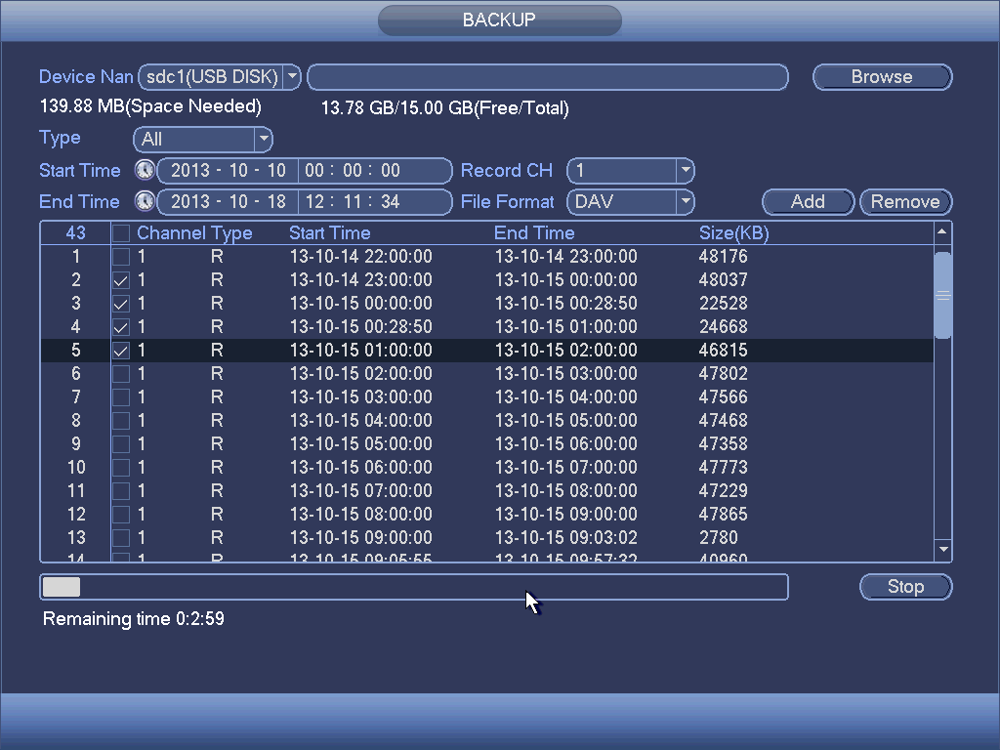 BACKUP
Device Nan sdc1(USB DISK) Browse
139.88 MB(Space Needed) 13.78 GB/15.00 GB(Free/Total)
Type All
Start Time 2013 - 10 - 10 00 : 00 : 00 Record CH 1
End Time 2013 - 10 - 18 12 : 11 : 34 File Format DAV Add Remove
43 Channel Type Start Time End Time Size(KB)
1 1 R 13-10-14 22:00:00 13-10-14 23:00:00 48176
2 1 R 13-10-14 23:00:00 13-10-15 00:00:00 48037
3 1 R 13-10-15 00:00:00 13-10-15 00:28:50 22528
4 1 R 13-10-15 00:28:50 13-10-15 01:00:00 24668
5 1 R 13-10-15 01:00:00 13-10-15 02:00:00 46815
6 1 R 13-10-15 02:00:00 13-10-15 03:00:00 47802
7 1 R 13-10-15 03:00:00 13-10-15 04:00:00 47566
8 1 R 13-10-15 04:00:00 13-10-15 05:00:00 47468
9 1 R 13-10-15 05:00:00 13-10-15 06:00:00 47358
10 1 R 13-10-15 06:00:00 13-10-15 07:00:00 47773
11 1 R 13-10-15 07:00:00 13-10-15 08:00:00 47229
12 1 R 13-10-15 08:00:00 13-10-15 09:00:00 47865
13 1 R 13-10-15 09:00:00 13-10-15 09:03:02 2780
14 1 R 13-10-15 09:05:55 13-10-15 09:57:32 40960
Stop
Remaining time 0:2:59